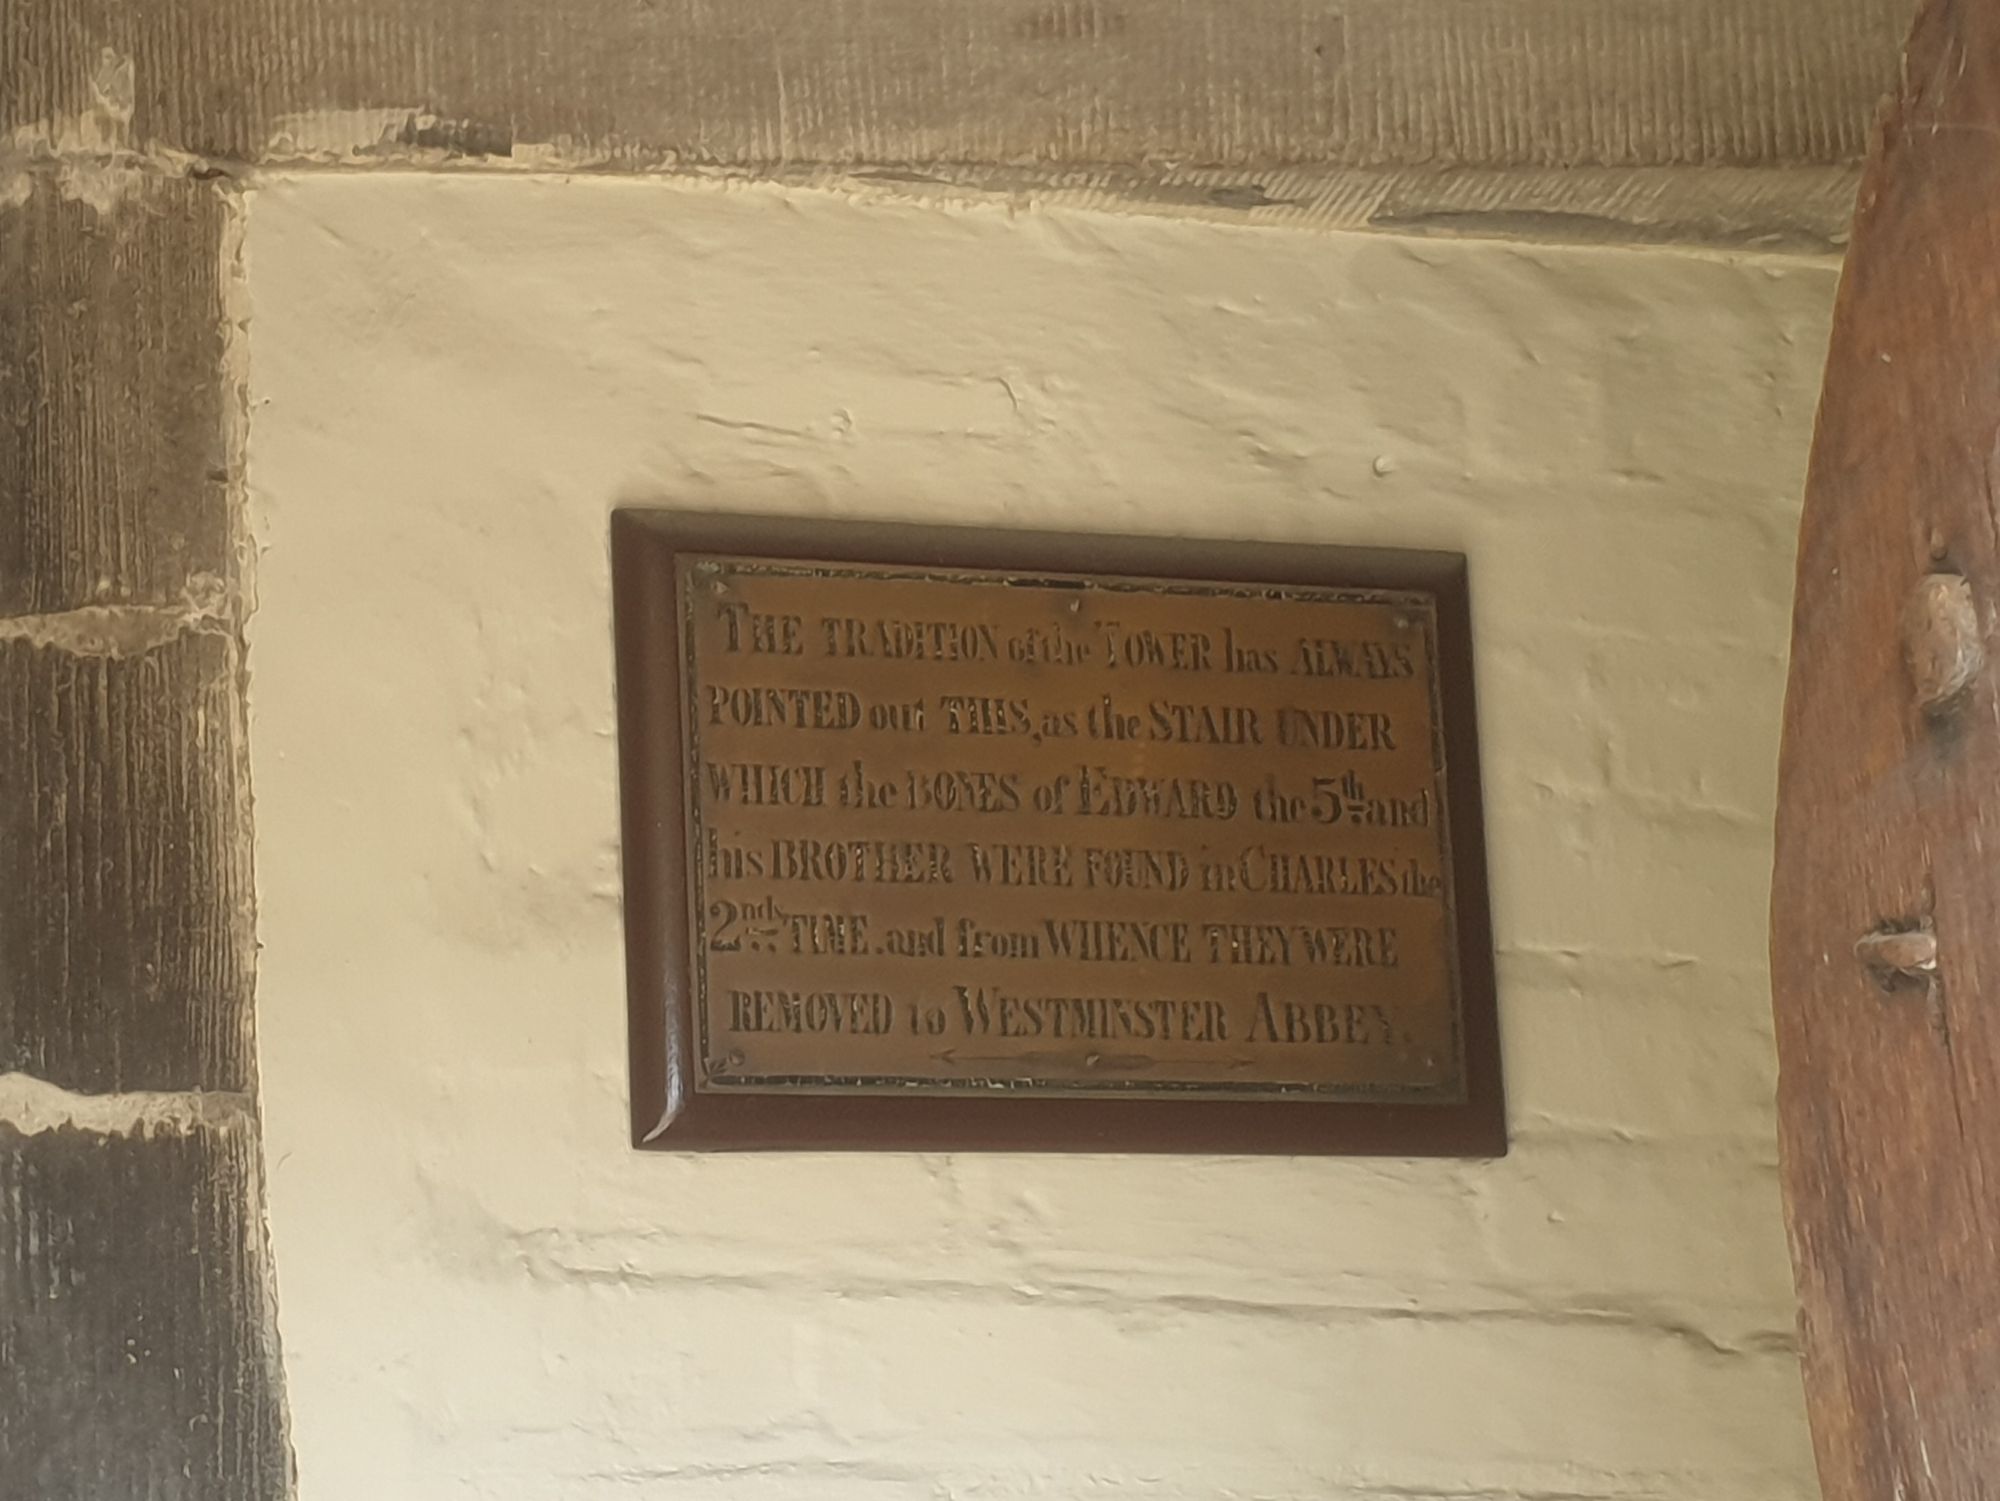 THE TRADITION of the TOWER has ALWAYS
POINTED out THIS, as the STAIR UNDER
WHICH the BONES of EDWARD the 5th and
his BROTHER WERE FOUND in CHARLES the
2nds TIME. and from WHENCE THEY WERE
REMOVED to WESTMINSTER ABBEY.